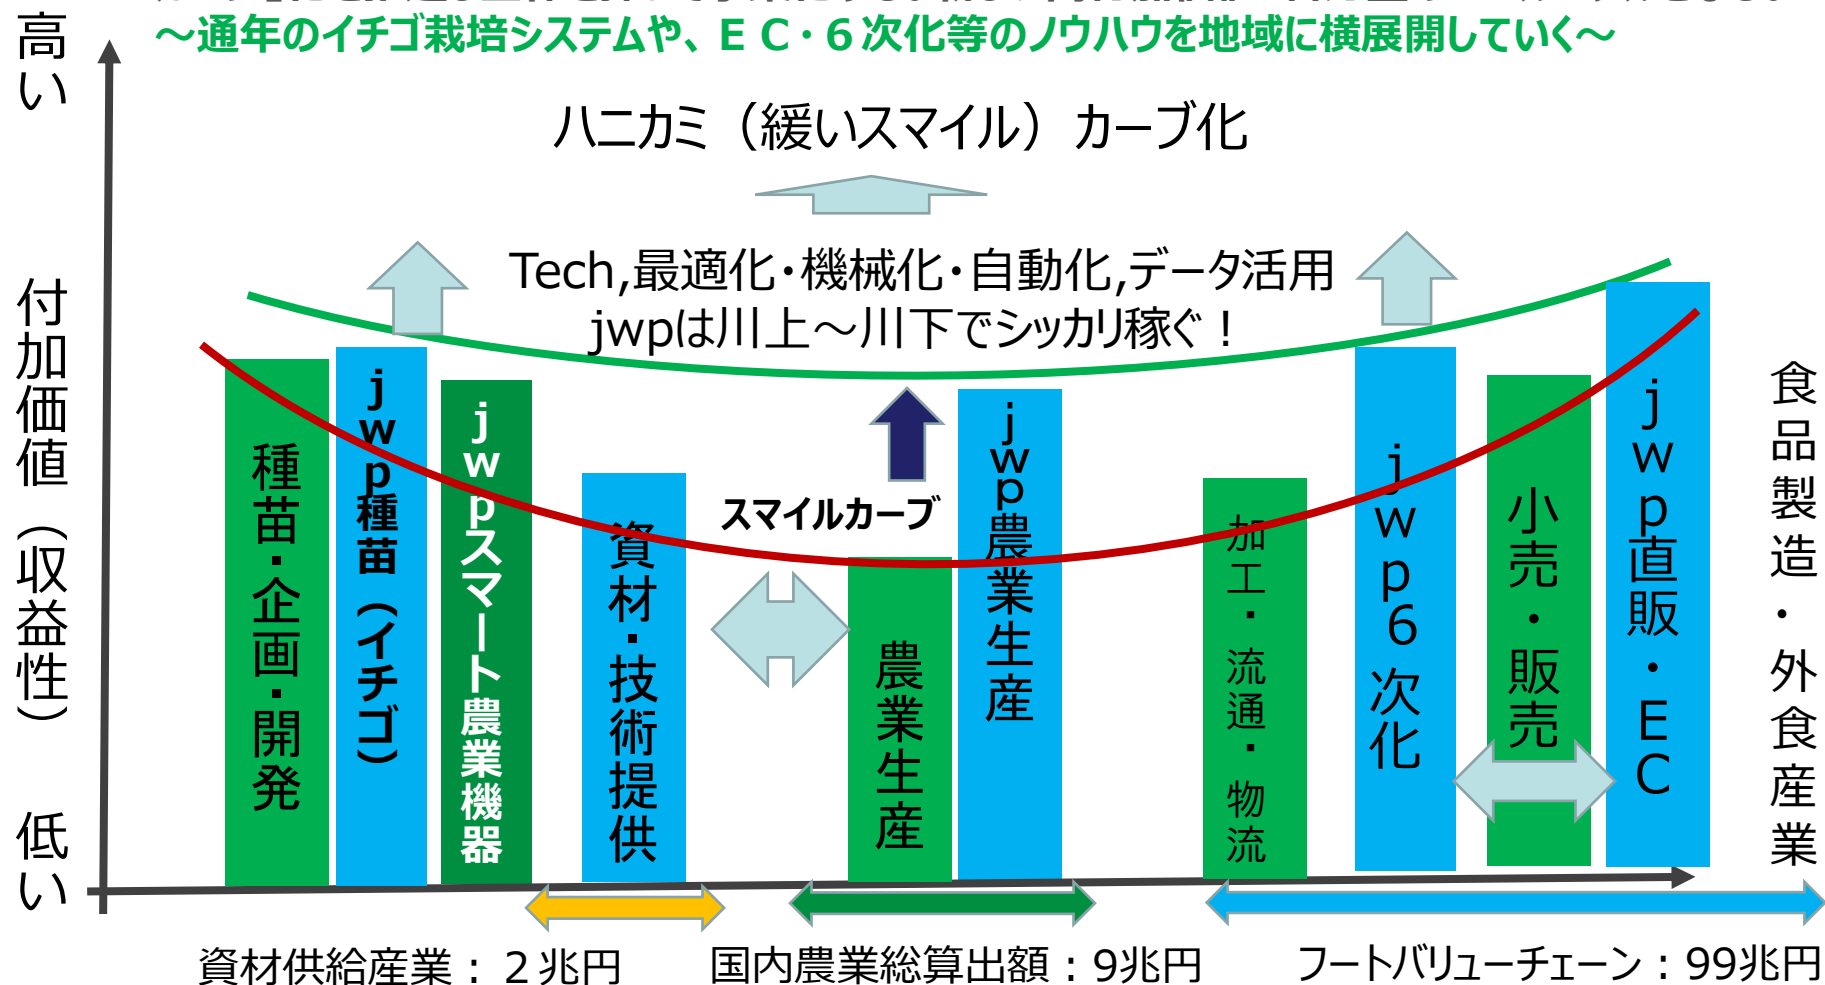 ～通年のイチゴ栽培システムや、ＥＣ・６次化等のノウハウを地域に横展開していく～
高い
ハニカミ（緩いスマイル）カーブ化
Tech,最適化・機械化・自動化,データ活用
jwpは川上～川下でシッカリ稼ぐ！
付加価値（収益性）
低い
種苗・企画・開発
ｊｗｐ種苗（イチゴ）
ｊｗｐスマート農業機器
資材・技術提供
スマイルカーブ
農業生産
ｊｗｐ農業生産
加工・流通・物流
ｊｗｐ６次化
小売・販売
ｊｗｐ直販・ＥＣ
食品製造・外食産業
資材供給産業：２兆円
国内農業総算出額：9兆円
フートバリューチェーン：99兆円